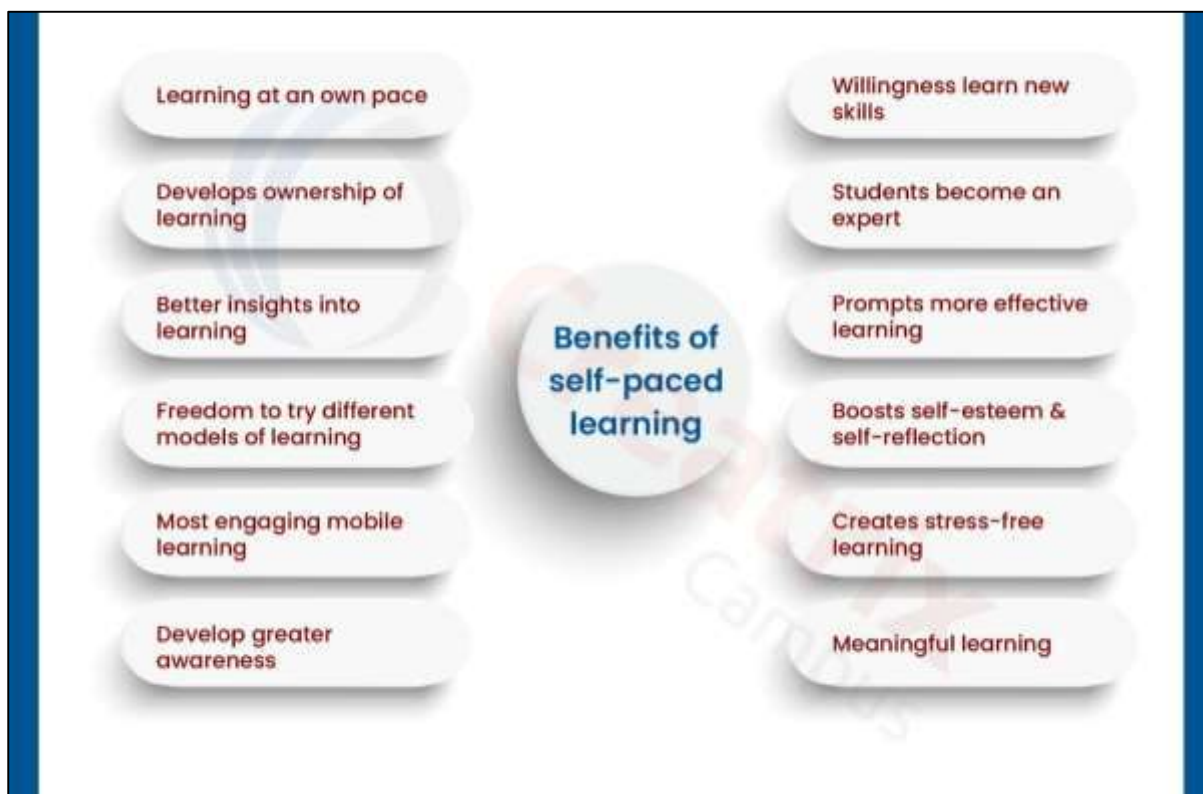 Learning at an own pace
Develops ownership of
learning
Better insights into
learning
Freedom to try different
models of learning
Most engaging mobile
learning
Develop greater
awareness
Benefits of
self-paced
learning
Willingness learn new
skills
Students become an
expert
Prompts more effective
learning
Boosts self-esteem &
self-reflection
Creates stress-free
learning
Meaningful learning
Campus